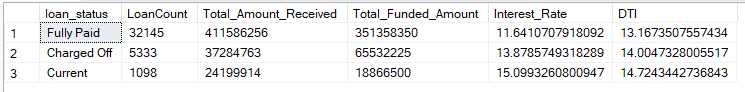 loan_status LoanCount Total_Amount_Received Total_Funded_Amount Interest_Rate DTI
1 Fully Paid 32145 411586256 351358350 11.6410707918092 13.1673507557434
2 Charged Off 5333 37284763 65532225 13.8785749318289 14.0047328005517
3 Current 1098 24199914 18866500 15.0993260800947 14.7243442736843